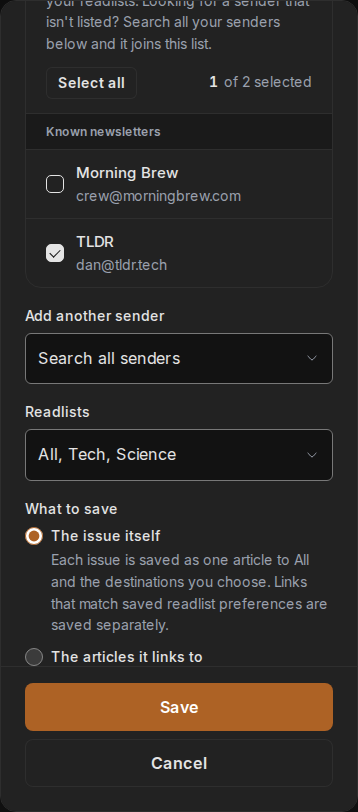 your readlists. Looking for a sender that
isn't listed? Search all your senders
below and it joins this list.
Select all
1 of 2 selected
Known newsletters
Morning Brew
crew@morningbrew.com
TLDR
dan@tldr.tech
Add another sender
Search all senders
Readlists
All, Tech, Science
What to save
The issue itself
Each issue is saved as one article to All
and the destinations you choose. Links
that match saved readlist preferences are
saved separately.
The articles it links to
Save
Cancel